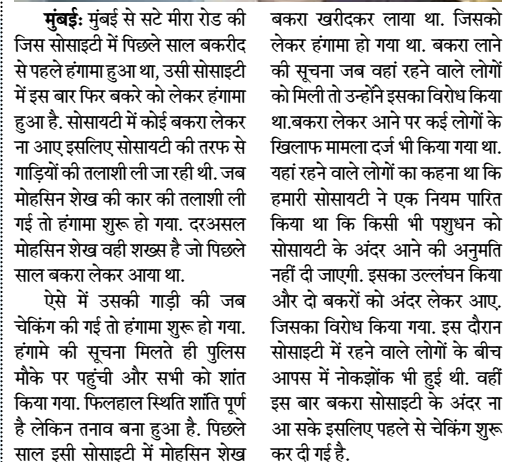 मुंबई: मुंबई से सटे मीरा रोड की
जिस सोसाइटी में पिछले साल बकरीद
से पहले हंगामा हुआ था, उसी सोसाइटी
में इस बार फिर बकरे को लेकर हंगामा
हुआ है. सोसायटी में कोई बकरा लेकर
ना आए इसलिए सोसायटी की तरफ से
गाड़ियों की तलाशी ली जा रही थी. जब
मोहसिन शेख की कार की तलाशी ली
गई तो हंगामा शुरू हो गया. दरअसल
मोहसिन शेख वही शख्स है जो पिछले
साल बकरा लेकर आया था.
ऐसे में उसकी गाड़ी की जब
चेकिंग की गई तो हंगामा शुरू हो गया.
हंगामे की सूचना मिलते ही पुलिस
मौके पर पहुंची और सभी को शांत
किया गया. फिलहाल स्थिति शांति पूर्ण
है लेकिन तनाव बना हुआ है. पिछले
साल इसी सोसाइटी में मोहसिन शेख
बकरा खरीदकर लाया था. जिसको
लेकर हंगामा हो गया था. बकरा लाने
की सूचना जब वहां रहने वाले लोगों
को मिली तो उन्होंने इसका विरोध किया
था.बकरा लेकर आने पर कई लोगों के
खिलाफ मामला दर्ज भी किया गया था.
यहां रहने वाले लोगों का कहना था कि
हमारी सोसायटी ने एक नियम पारित
किया था कि किसी भी पशुधन को
सोसायटी के अंदर आने की अनुमति
नहीं दी जाएगी. इसका उल्लंघन किया
और दो बकरों को अंदर लेकर आए.
जिसका विरोध किया गया. इस दौरान
सोसाइटी में रहने वाले लोगों के बीच
आपस में नोकझोंक भी हुई थी. वहीं
इस बार बकरा सोसाइटी के अंदर ना
आ सके इसलिए पहले से चेकिंग शुरू
कर दी गई है.